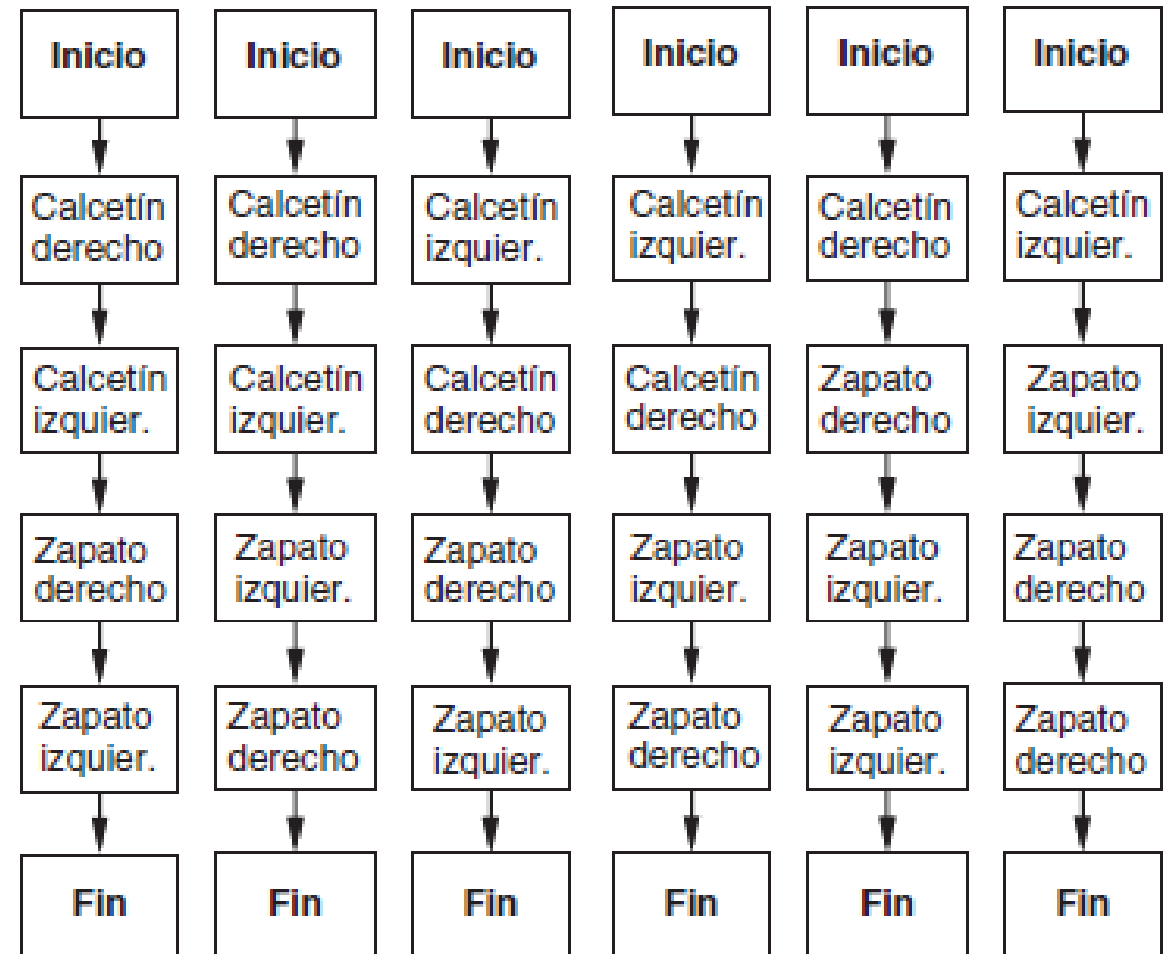 Inicio
Inicio
Inicio
Inicio
Inicio
Inicio
Calcetín
derecho
Calcetín
derecho
Calcetín
izquier.
Calcetín
izquier.
Calcetín
derecho
Calcetín
izquier.
Calcetín
izquier.
Calcetín
izquier.
Calcetín
derecho
Calcetín
derecho
Zapato
derecho
Zapato
izquier.
Zapato
derecho
Zapato
izquier.
Zapato
derecho
Zapato
izquier.
Zapato
izquier.
Zapato
derecho
Zapato
izquier.
Zapato
derecho
Zapato
izquier.
Zapato
derecho
Zapato
izquier.
Zapato
derecho
Fin
Fin
Fin
Fin
Fin
Fin